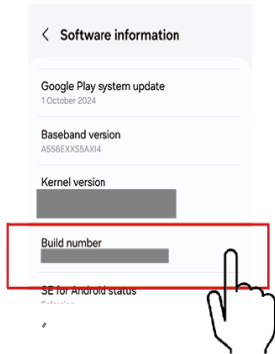 Software information
Google Play system update
1 October 2024
Baseband version
A556EXXS5AXI4
Kernel version
Build number
SE for Android status